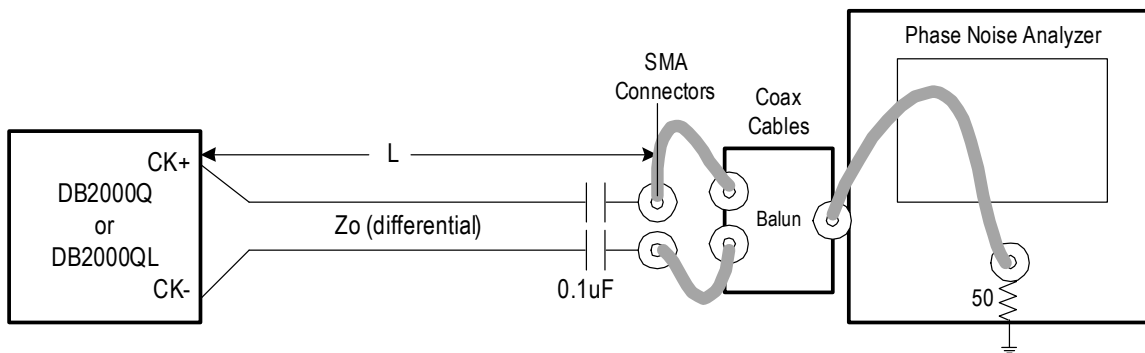 Phase Noise Analyzer
SMA
Connectors
Coax
Cables
L
CK+
DB2000Q
or
DB2000QL
CK-
Zo (differential)
0.1uF
Balun
50